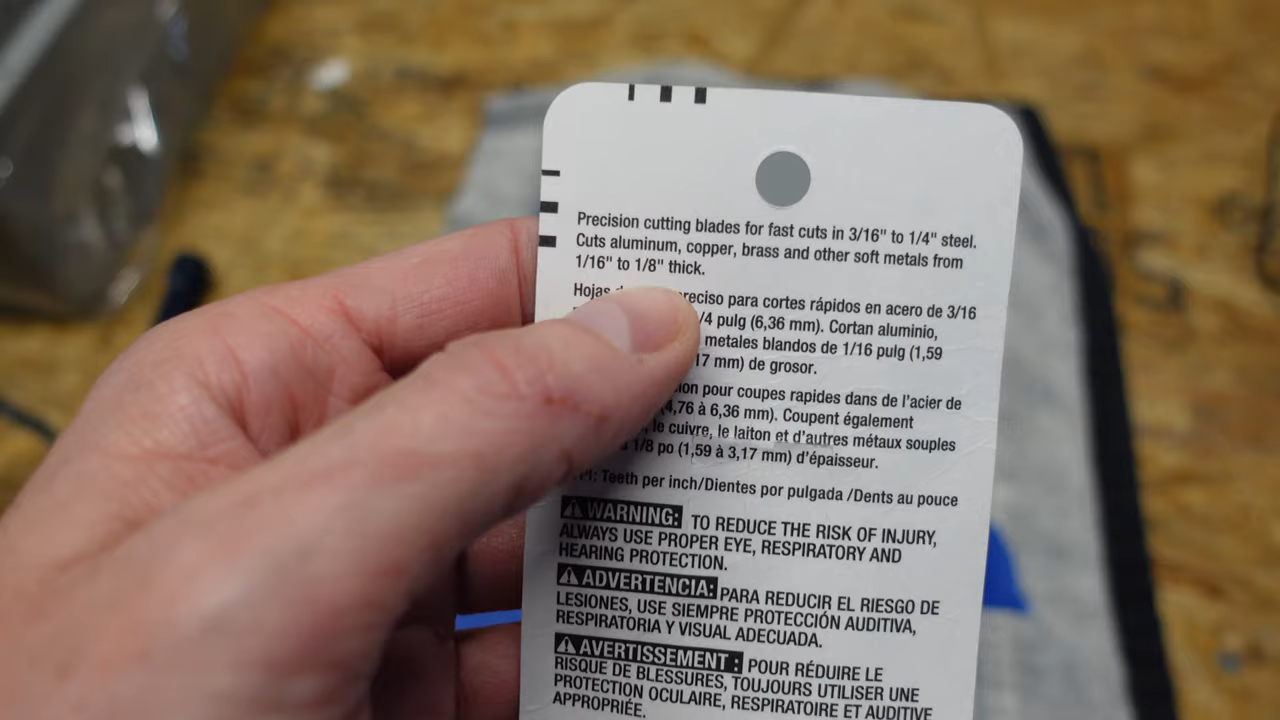 Precision cutting blades for fast cuts in 3/16" to 1/4" steel.
Cuts aluminum, copper, brass and other soft metals from
1/16" to 1/8" thick.
Hojas para cortes rápidos en acero de 3/16
/4 pulg (6,36 mm). Cortan aluminio,
metales blandos de 1/16 pulg (1,59
17 mm) de grosor.
pour coupes rapides dans de l'acier de
(4,76 à 6,36 mm). Coupent également
le cuivre, le laiton et d'autres métaux souples
1/8 po (1,59 à 3,17 mm) d'épaisseur.
Teeth per inch/Dientes por pulgada /Dents au pouce
WARNING: TO REDUCE THE RISK OF INJURY,
ALWAYS USE PROPER EYE, RESPIRATORY AND
HEARING PROTECTION.
ADVERTENCIA: PARA REDUCIR EL RIESGO DE
LESIONES, USE SIEMPRE PROTECCIÓN AUDITIVA,
RESPIRATORIA Y VISUAL ADECUADA.
AVERTISSEMENT : POUR RÉDUIRE LE
RISQUE DE BLESSURES, TOUJOURS UTILISER UNE
PROTECTION OCULAIRE, RESPIRATOIRE ET AUDITIVE
APPROPRIÉE.